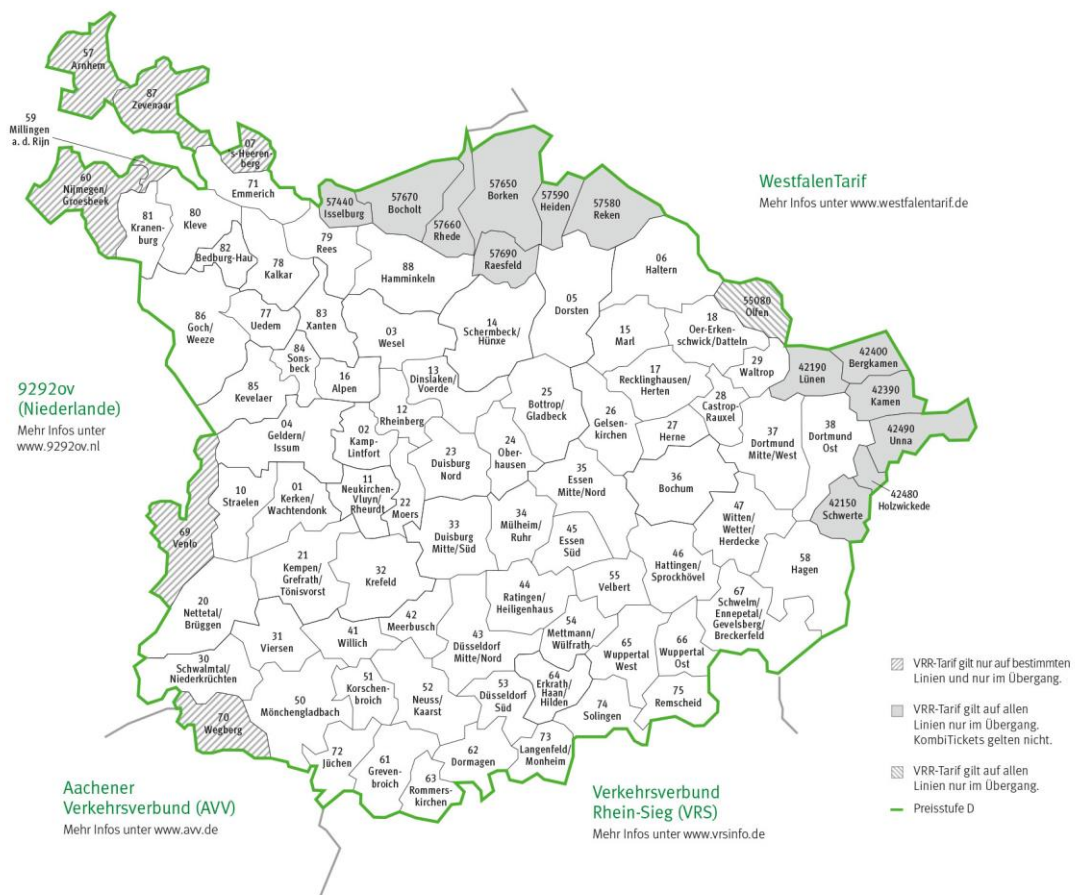 57
Arnhem
87
Zevenaar
59
Millingen
a. d. Rijn
07
's-Heeren-
berg
60
Nijmegen/
Groesbeek
71
Emmerich
81
Kranen-
burg
80
Kleve
82
Bedburg-Hau
79
Rees
78
Kalkar
57440
Isselburg
57670
Bocholt
57660
Rhede
57650
Borken
57590
Heiden
57580
Reken
57690
Raesfeld
WestfalenTarif
Mehr Infos unter www.westfalentarif.de
88
Hamminkeln
06
Haltern
05
Dorsten
55080
Olfen
86
Goch/
Weeze
77
Uedem
83
Xanten
03
Wesel
14
Schermbeck/
Hünxe
15
Marl
18
Oer-Erken-
schwick/Datteln
29
Waltrop
42190
Lünen
42400
Bergkamen
42390
Kamen
42490
Unna
9292ov
(Niederlande)
Mehr Infos unter
www.9292ov.nl
84
Sons-
beck
85
Kevelaer
16
Alpen
13
Dinslaken/
Voerde
25
Bottrop/
Gladbeck
17
Recklinghausen/
Herten
28
Castrop-
Rauxel
04
Geldern/
Issum
02
Kamp-
Lintfort
12
Rheinberg
26
Gelsen-
kirchen
27
Herne
37
Dortmund
Mitte/West
38
Dortmund
Ost
23
Duisburg
Nord
24
Ober-
hausen
35
Essen
Mitte/Nord
36
Bochum
42480
Holzwickede
42150
Schwerte
10
Straelen
01
Kerken/
Wachtendonk
11
Neukirchen-
Vluyn/
Rheurdt
22
Moers
33
Duisburg
Mitte/Süd
34
Mülheim/
Ruhr
45
Essen
Süd
47
Witten/
Wetter/
Herdecke
69
Venlo
21
Kempen/
Grefrath/
Tönisvorst
32
Krefeld
44
Ratingen/
Heiligenhaus
55
Velbert
46
Hattingen/
Sprockhövel
58
Hagen
67
Schwelm/
Ennepetal/
Gevelsberg/
Breckerfeld
20
Nettetal/
Brüggen
31
Viersen
41
Willich
42
Meerbusch
43
Düsseldorf
Mitte/Nord
54
Mettmann/
Wülfrath
65
Wuppertal
West
66
Wuppertal
Ost
30
Schwalmtal/
Niederkrüchten
50
Mönchengladbach
51
Korschen-
broich
52
Neuss/
Kaarst
53
Düsseldorf
Süd
64
Erkrath/
Haan/
Hilden
74
Solingen
75
Remscheid
70
Wegberg
72
Jüchen
61
Greven-
broich
63
Rommers-
kirchen
62
Dormagen
73
Langenfeld/
Monheim
Aachener
Verkehrsverbund (AVV)
Mehr Infos unter www.avv.de
Verkehrsverbund
Rhein-Sieg (VRS)
Mehr Infos unter www.vrsinfo.de
VRR-Tarif gilt nur auf bestimmten
Linien und nur im Übergang.
VRR-Tarif gilt auf allen
Linien nur im Übergang.
KombiTickets gelten nicht.
VRR-Tarif gilt auf allen
Linien nur im Übergang.
Preisstufe D